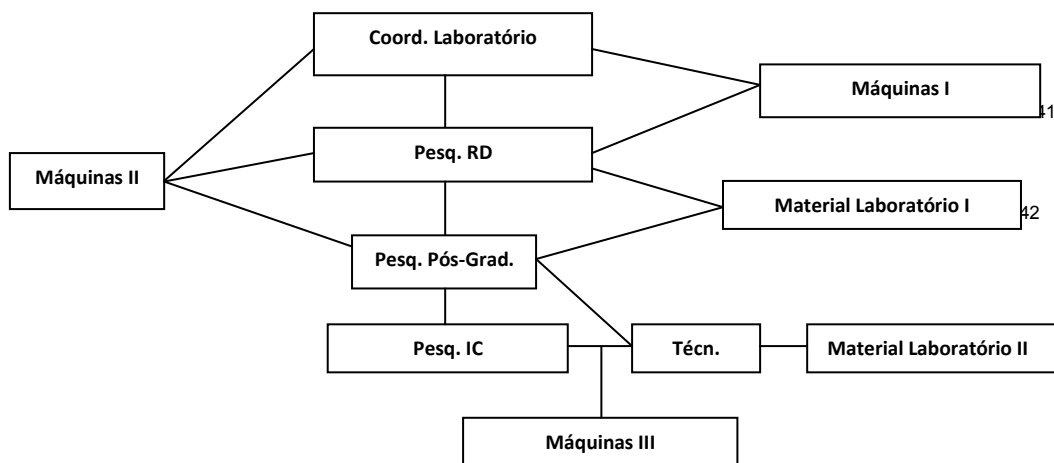 Coord. Laboratório
Máquinas I
41
Pesq. RD
Máquinas II
Material Laboratório I
42
Pesq. Pós-Grad.
Pesq. IC
Técn.
Material Laboratório II
Máquinas III